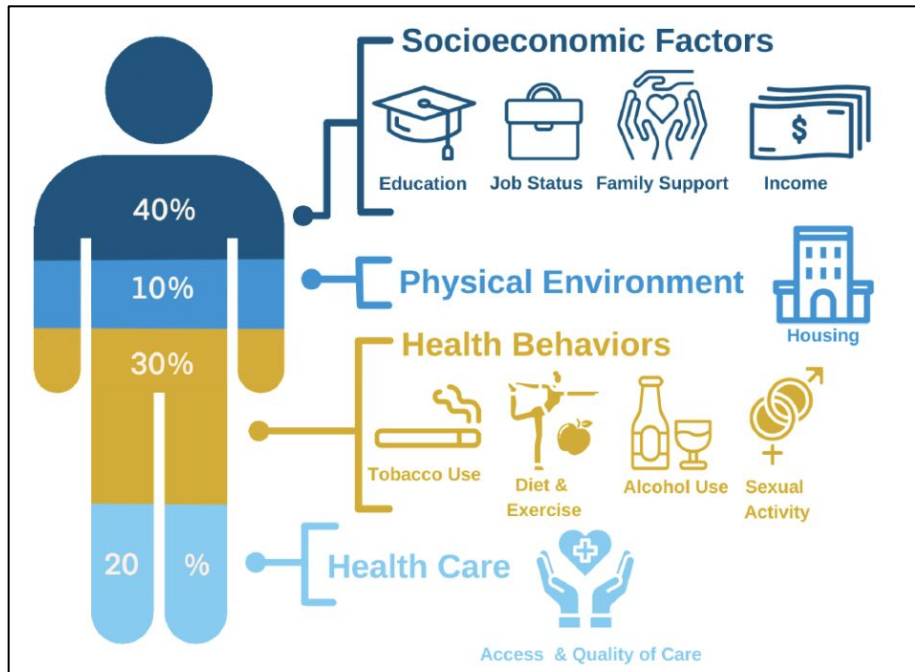 Socioeconomic Factors
$
Education
Job Status
Family Support
Income
40%
10%
Physical Environment
Housing
30%
Health Behaviors
Tobacco Use
Diet &
Exercise
Alcohol Use
Sexual
Activity
20 %
Health Care
Access & Quality of Care